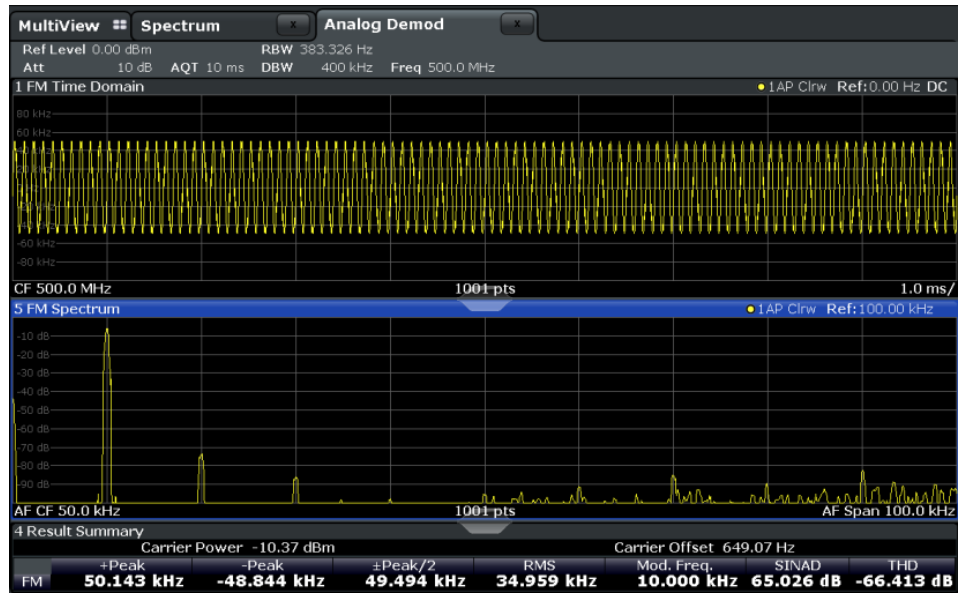 MultiView Spectrum x Analog Demod x
Ref Level 0.00 dBm RBW 383.326 Hz
Att 10 dB AQT 10 ms DBW 400 kHz Freq 500.0 MHz
1 FM Time Domain 1AP Clrw Ref:0.00 Hz DC
80 kHz
60 kHz
-60 kHz
-80 kHz
CF 500.0 MHz 1001 pts 1.0 ms/
5 FM Spectrum 1AP Clrw Ref:100.00 kHz
-10 dB
-20 dB
-30 dB
-40 dB
-50 dB
-60 dB
-70 dB
-80 dB
-90 dB
AF CF 50.0 kHz 1001 pts AF Span 100.0 kHz
4 Result Summary
Carrier Power -10.37 dBm Carrier Offset 649.07 Hz
+Peak -Peak ±Peak/2 RMS Mod. Freq. SINAD THD
FM 50.143 kHz -48.844 kHz 49.494 kHz 34.959 kHz 10.000 kHz 65.026 dB -66.413 dB